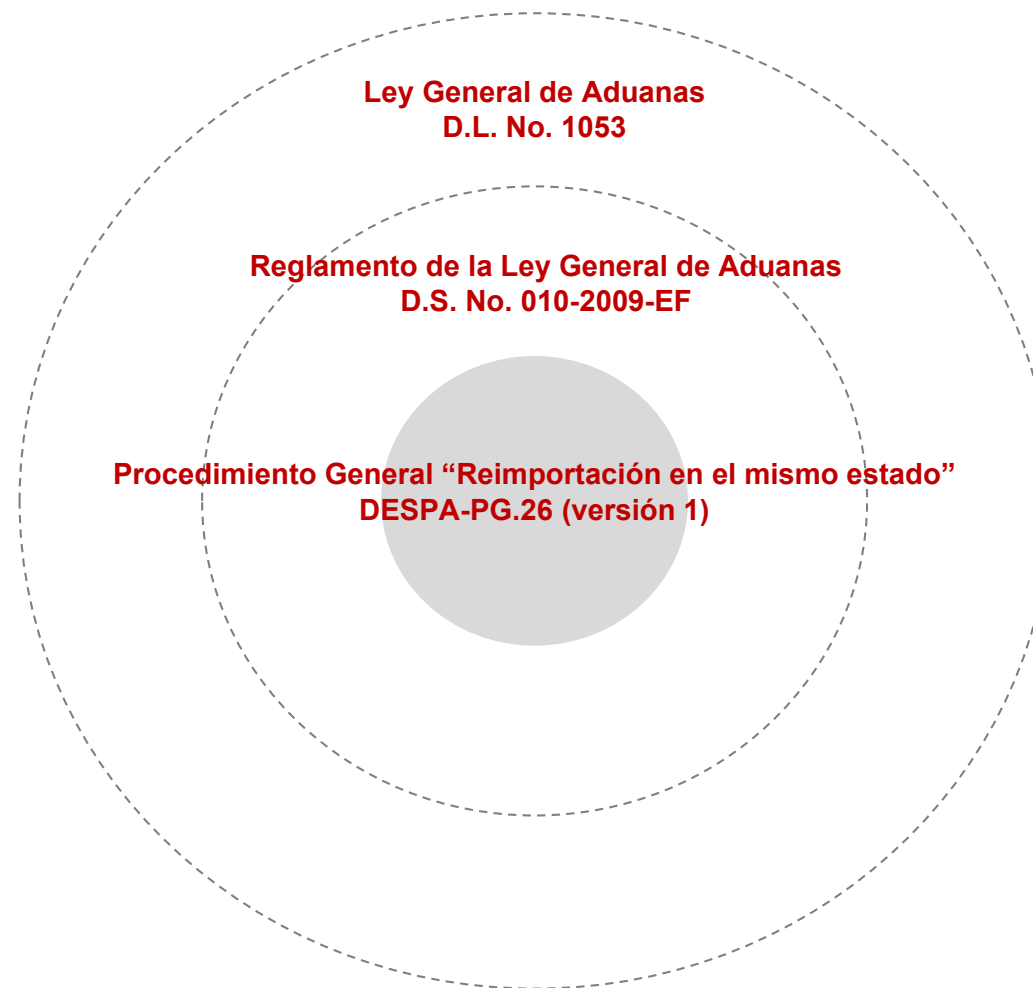 Ley General de Aduanas
D.L. No. 1053
Reglamento de la Ley General de Aduanas
D.S. No. 010-2009-EF
Procedimiento General “Reimportación en el mismo estado”
DESPA-PG.26 (versión 1)